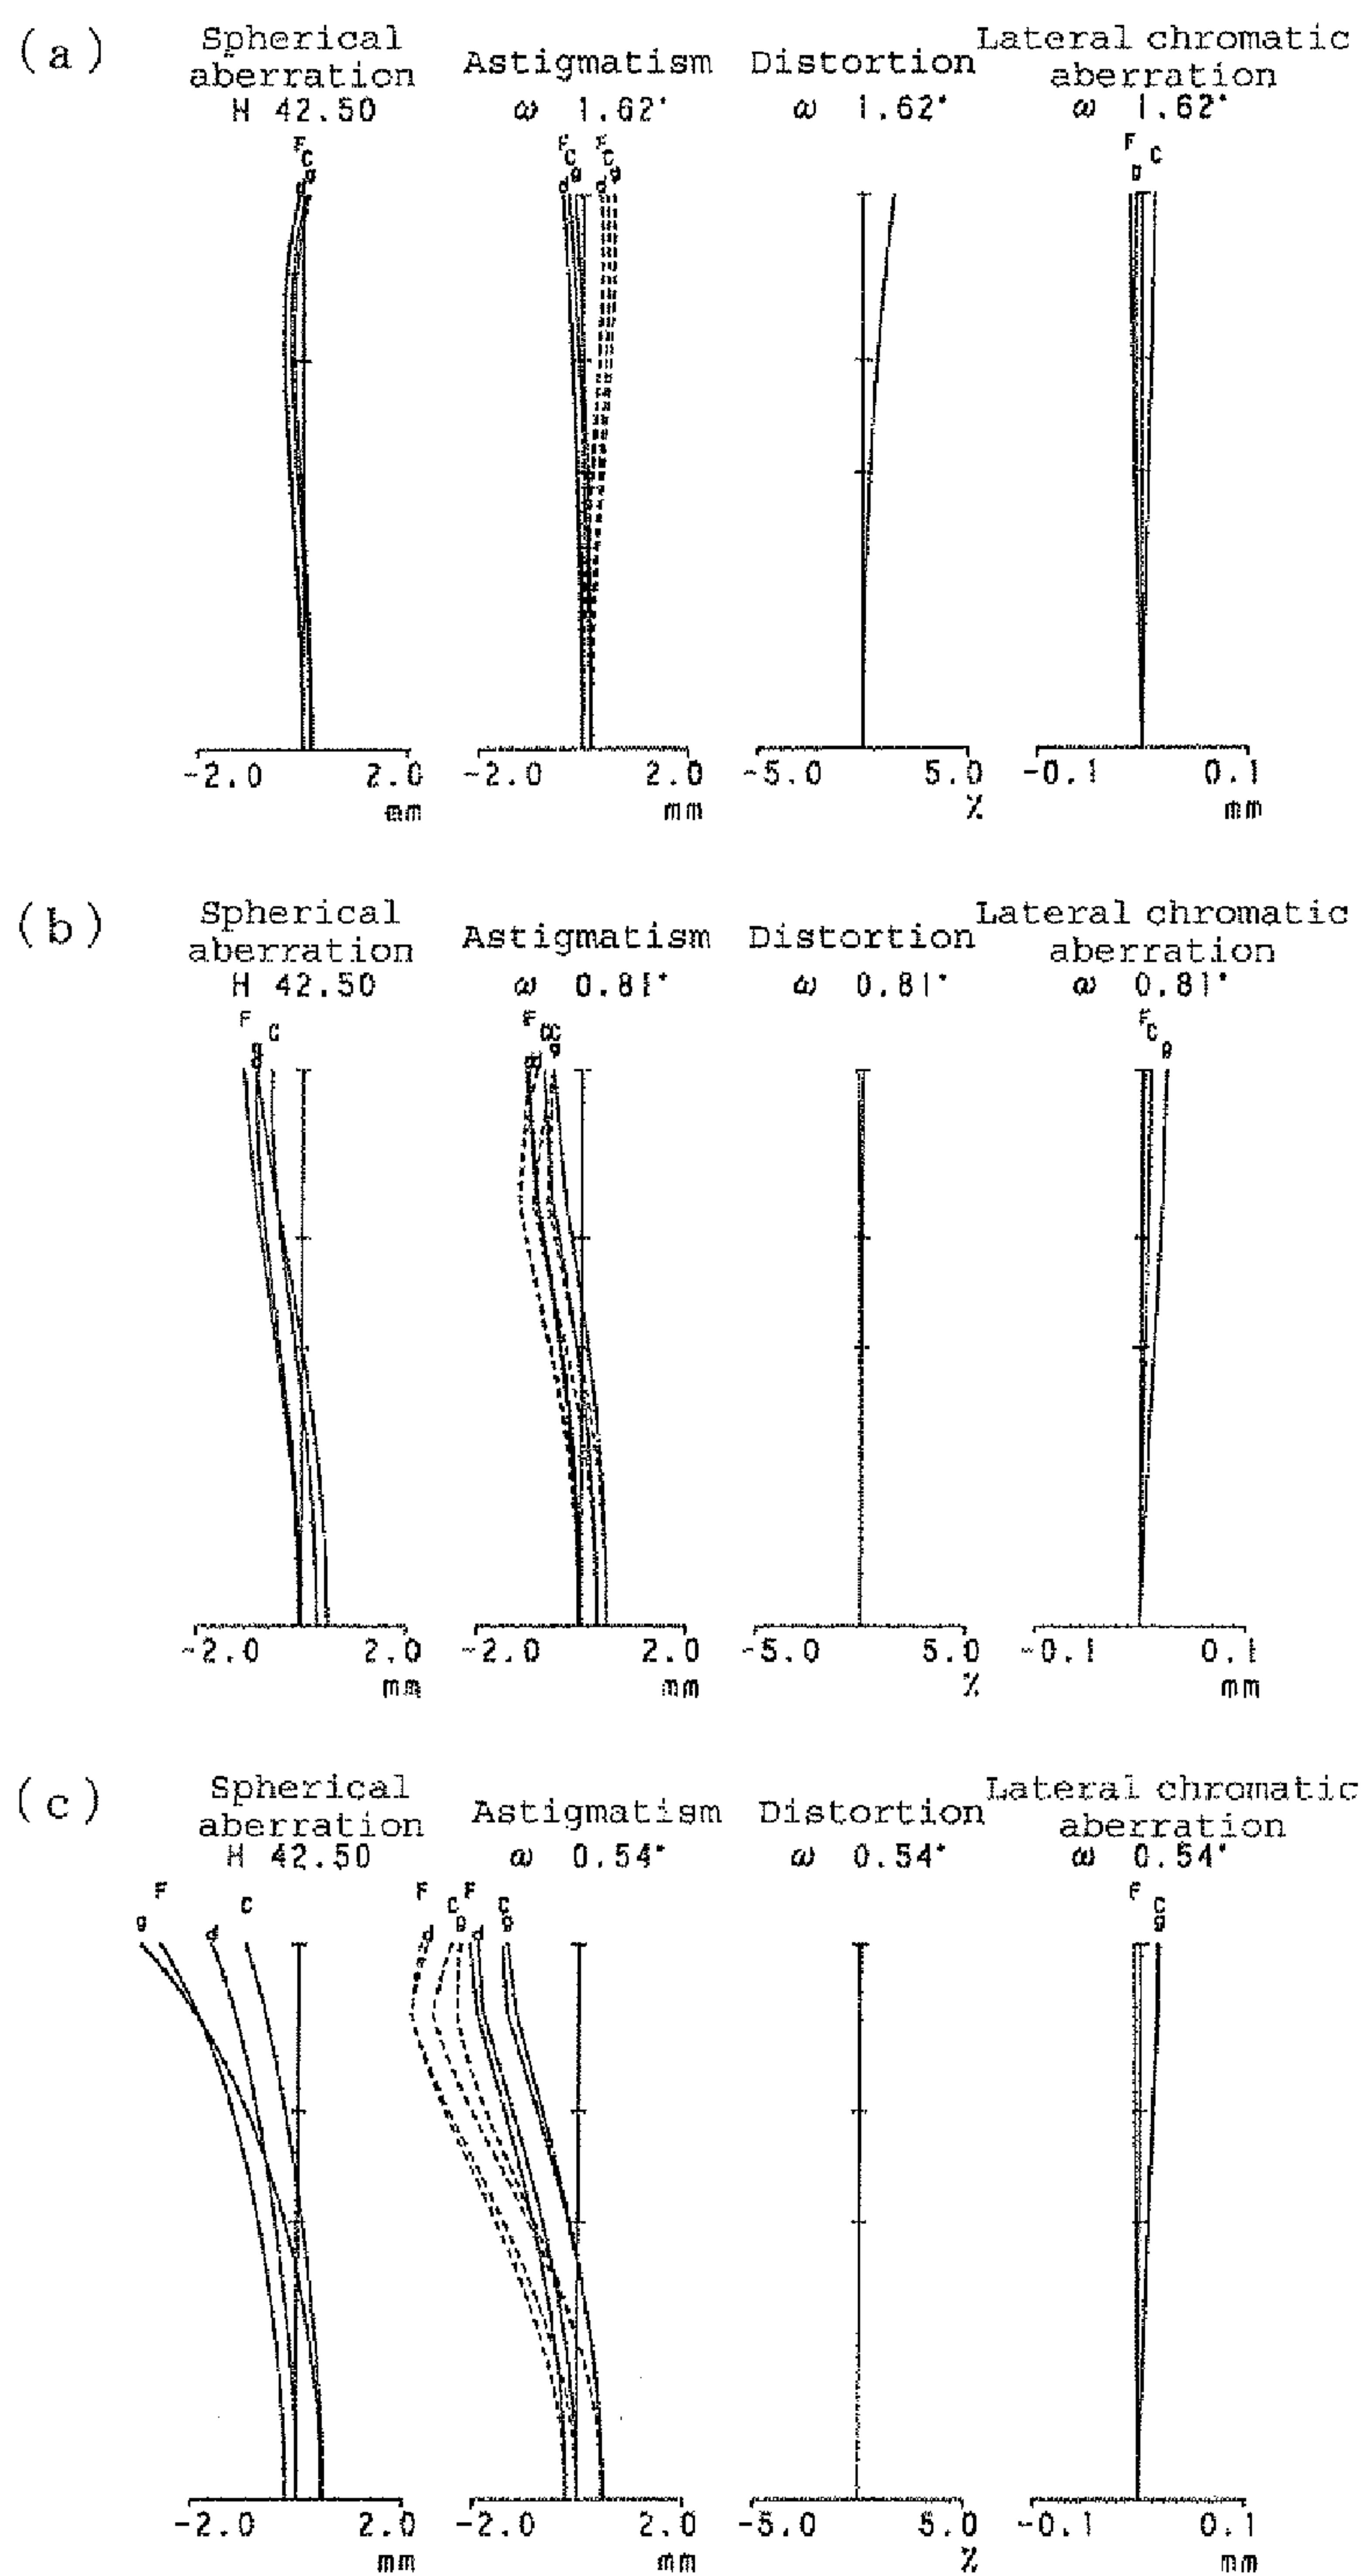 (a)
Spherical
aberration
H 42.50
Astigmatism
ω 1.62°
Distortion
ω 1.62°
Lateral chromatic
aberration
ω 1.62°
F
C
g
d
F
C
g
d
F
C
g
d
F
g
C
-2.0 2.0
mm
-2.0 2.0
mm
-5.0 5.0
%
-0.1 0.1
mm
(b)
Spherical
aberration
H 42.50
Astigmatism
ω 0.81°
Distortion
ω 0.81°
Lateral chromatic
aberration
ω 0.81°
F
C
g
d
F
C
g
F
C
g
-2.0 2.0
mm
-2.0 2.0
mm
-5.0 5.0
%
-0.1 0.1
mm
(c)
Spherical
aberration
H 42.50
Astigmatism
ω 0.54°
Distortion
ω 0.54°
Lateral chromatic
aberration
ω 0.54°
F
C
g
d
F
C
g
d
F
C
g
d
F
C
g
-2.0 2.0
mm
-2.0 2.0
mm
-5.0 5.0
%
-0.1 0.1
mm